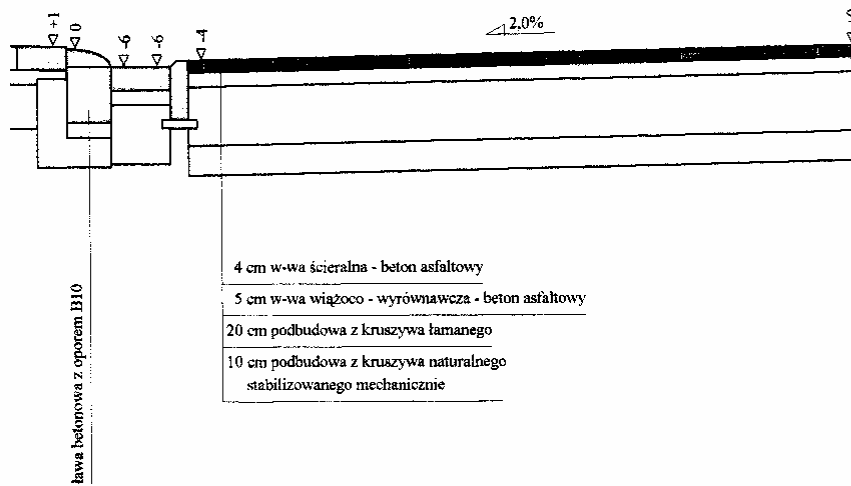 +1
0
-6
-6
-4
2,0%
4 cm w-wa ścieralna - beton asfaltowy
5 cm w-wa wiążoco - wyrównawcza - beton asfaltowy
20 cm podbudowa z kruszywa łamanego
10 cm podbudowa z kruszywa naturalnego
stabilizowanego mechanicznie
ława betonowa z oporem B10